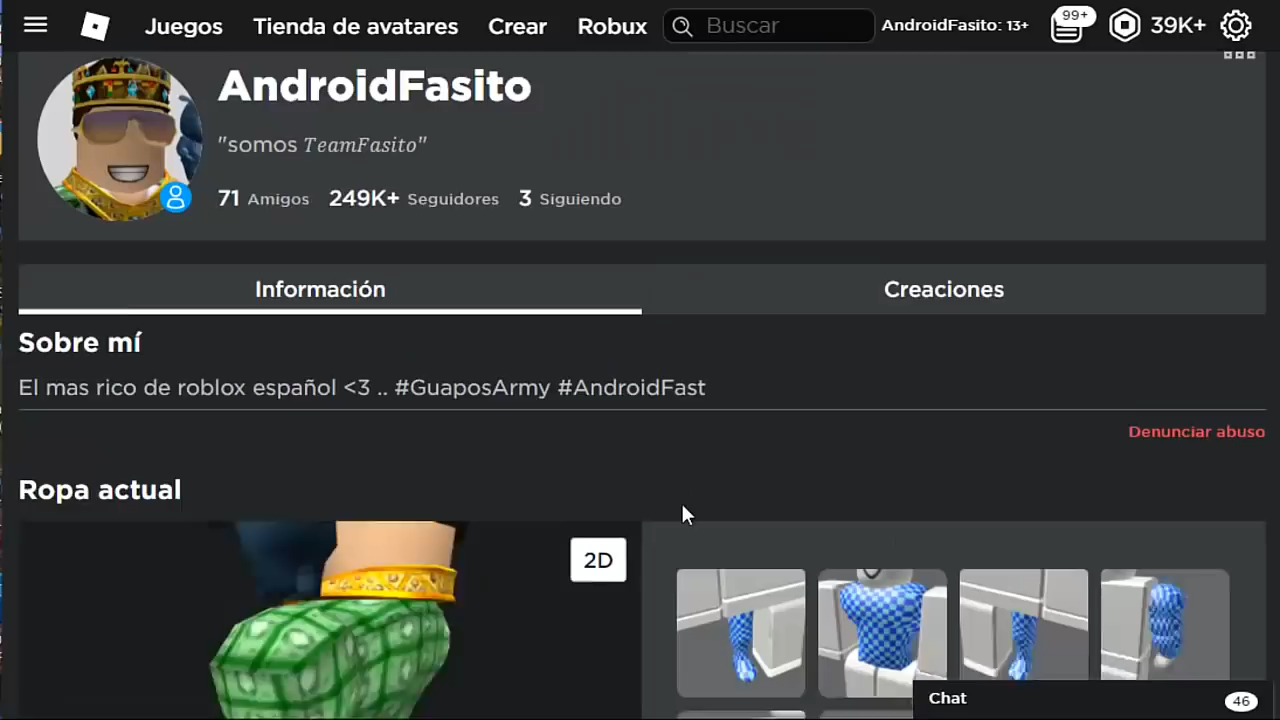 Juegos Tienda de avatares Crear Robux Buscar AndroidFasito: 13+ 99+ 39K+
AndroidFasito
"somos TeamFasito"
71 Amigos 249K+ Seguidores 3 Siguiendo
Información Creaciones
Sobre mí
El mas rico de roblox español <3 .. #GuaposArmy #AndroidFast
Denunciar abuso
Ropa actual
2D
Chat 46